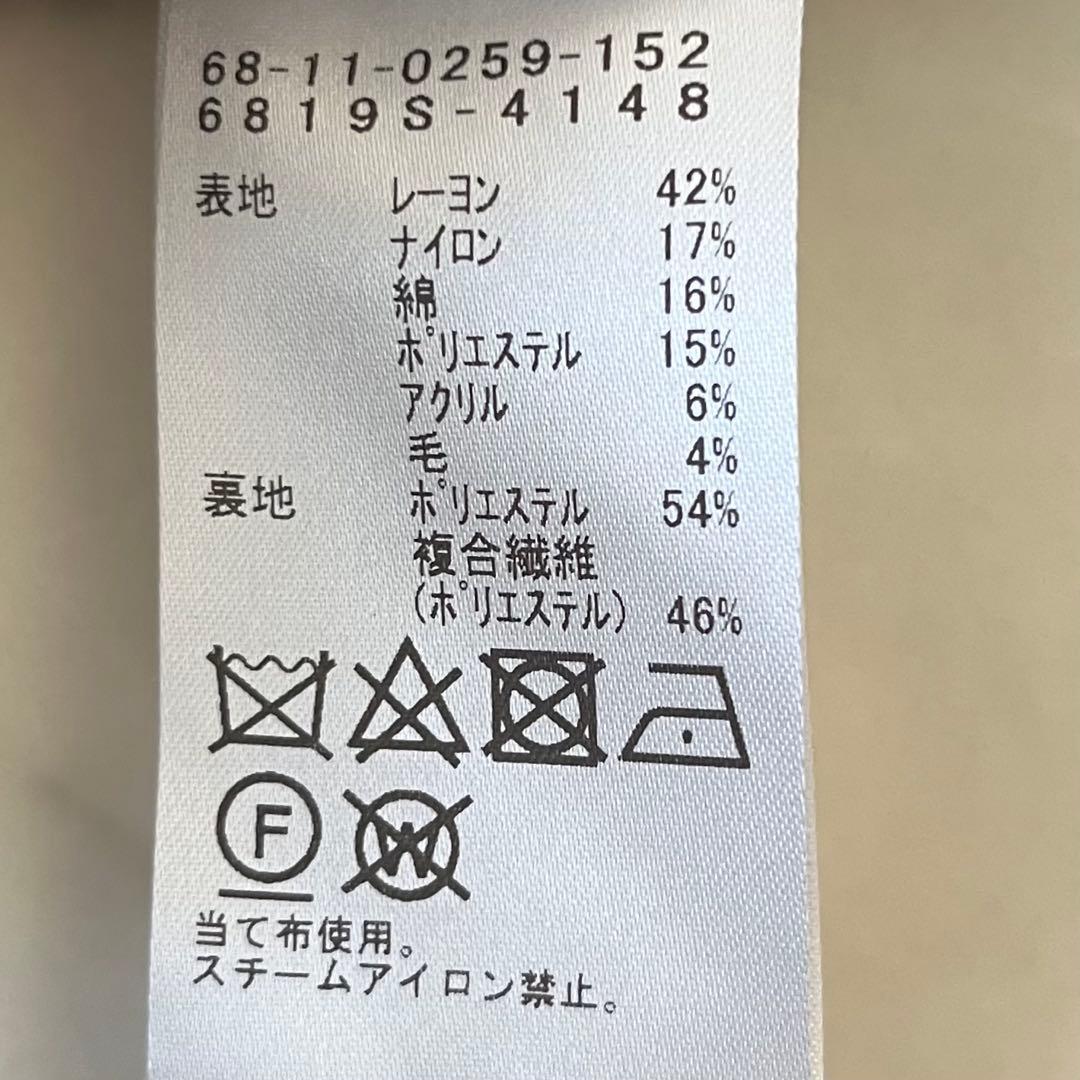 68-11-0259-152
6819S-4148
表地 レーヨン 42%
ナイロン 17%
綿 16%
ポリエステル 15%
アクリル 6%
毛 4%
裏地 ポリエステル 54%
複合繊維
(ポリエステル) 46%
F W
当て布使用。
スチームアイロン禁止。